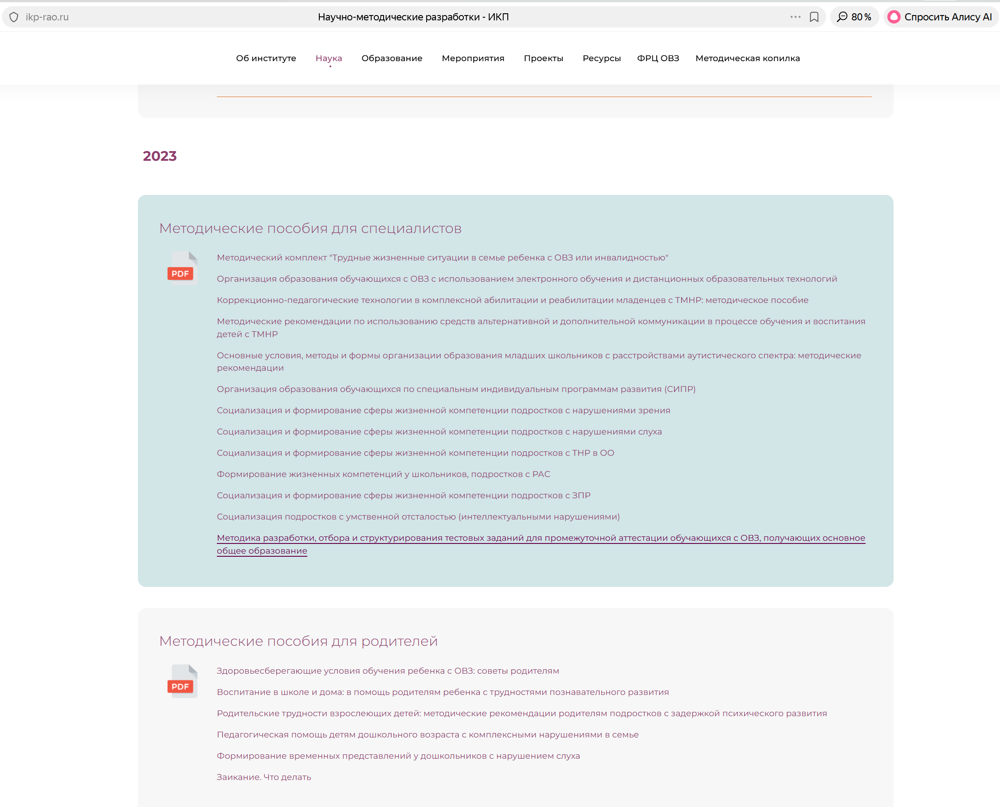 ikp-rao.ru
Научно-методические разработки - ИКП
80 %
Спросить Алису AI
Об институте
Наука
Образование
Мероприятия
Проекты
Ресурсы
ФРЦ ОВЗ
Методическая копилка
2023
Методические пособия для специалистов
PDF
Методический комплект "Трудные жизненные ситуации в семье ребенка с ОВЗ или инвалидностью"
Организация образования обучающихся с ОВЗ с использованием электронного обучения и дистанционных образовательных технологий
Коррекционно-педагогические технологии в комплексной абилитации и реабилитации младенцев с ТМНР: методическое пособие
Методические рекомендации по использованию средств альтернативной и дополнительной коммуникации в процессе обучения и воспитания
детей с ТМНР
Основные условия, методы и формы организации образования младших школьников с расстройствами аутистического спектра: методические
рекомендации
Организация образования обучающихся по специальным индивидуальным программам развития (СИПР)
Социализация и формирование сферы жизненной компетенции подростков с нарушениями зрения
Социализация и формирование сферы жизненной компетенции подростков с нарушениями слуха
Социализация и формирование сферы жизненной компетенции подростков с ТНР в ОО
Формирование жизненных компетенций у школьников, подростков с РАС
Социализация и формирование сферы жизненной компетенции подростков с ЗПР
Социализация подростков с умственной отсталостью (интеллектуальными нарушениями)
Методика разработки, отбора и структурирования тестовых заданий для промежуточной аттестации обучающихся с ОВЗ, получающих основное
общее образование
Методические пособия для родителей
PDF
Здоровьесберегающие условия обучения ребенка с ОВЗ: советы родителям
Воспитание в школе и дома: в помощь родителям ребенка с трудностями познавательного развития
Родительские трудности взрослеющих детей: методические рекомендации родителям подростков с задержкой психического развития
Педагогическая помощь детям дошкольного возраста с комплексными нарушениями в семье
Формирование временных представлений у дошкольников с нарушением слуха
Заикание. Что делать